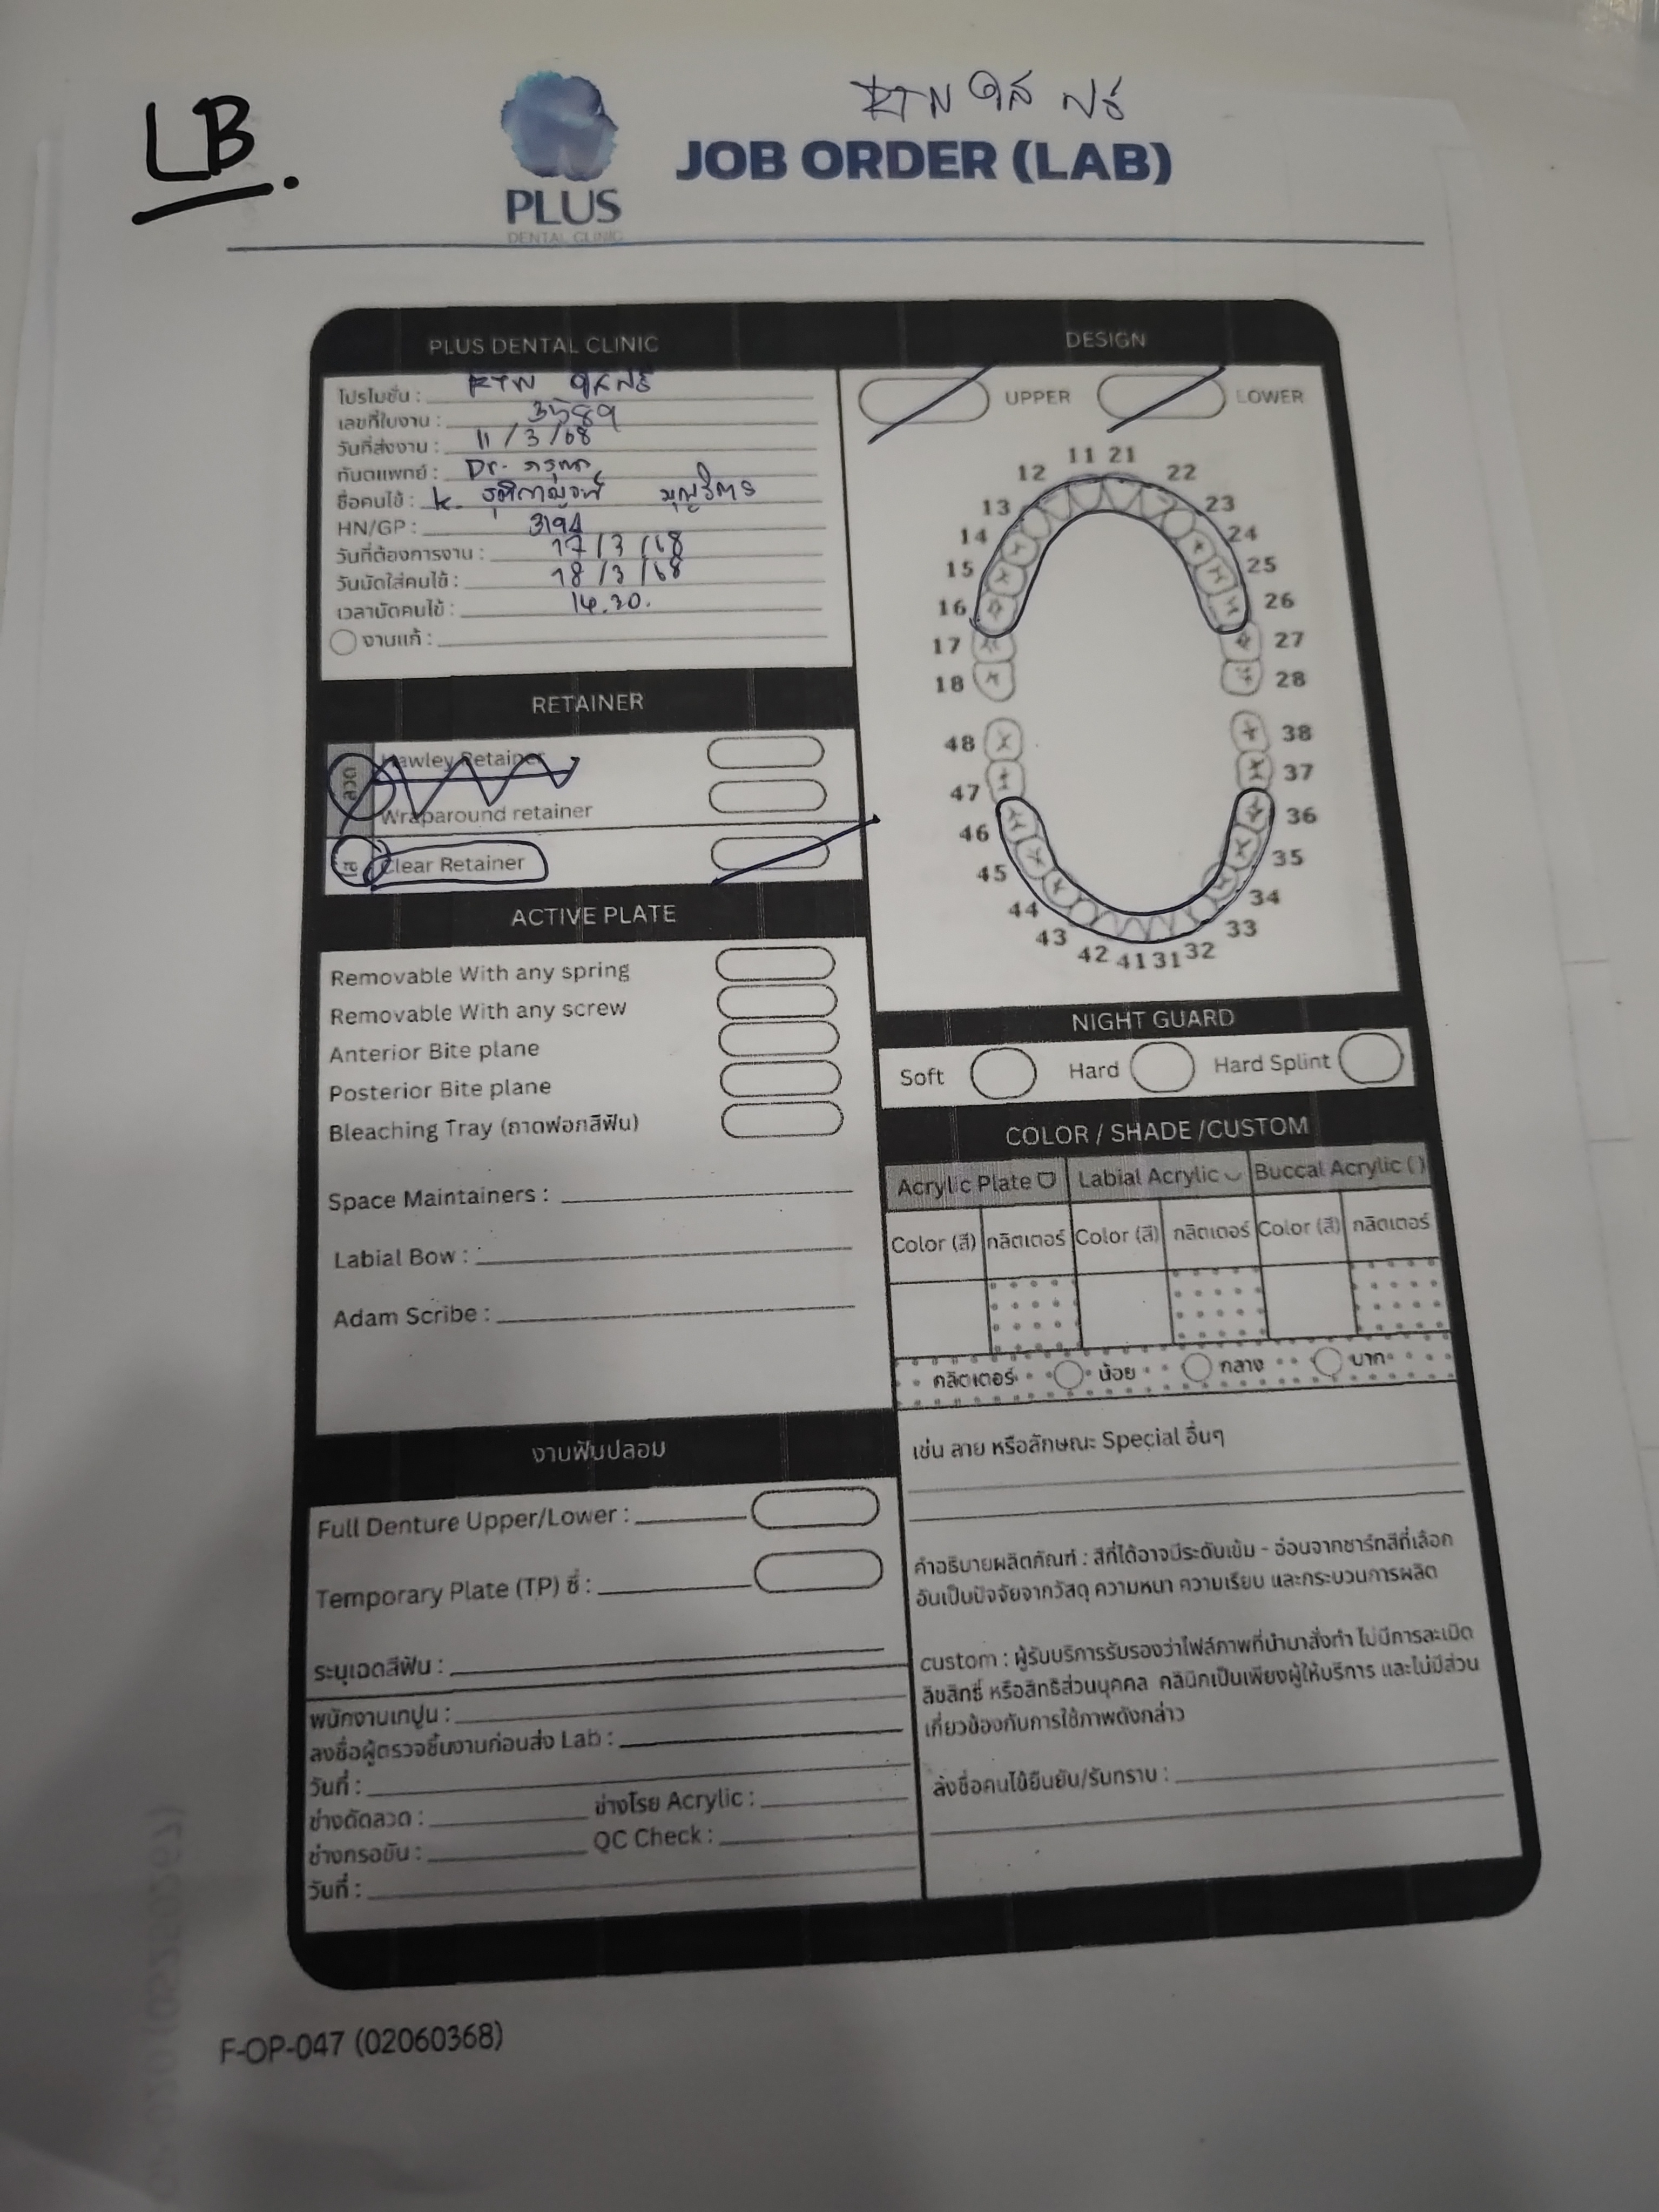 LB.
RTN ใส ฟรี
PLUS
DENTAL CLINIC
JOB ORDER (LAB)
PLUS DENTAL CLINIC
โปรโมชั่น : RTN ใส ฟรี
เลขที่ใบงาน : 3589
วันที่ส่งงาน : 11/3/68
ทันตแพทย์ : Dr.
ชื่อคนไข้ : K.
HN/GP : 3194
วันที่ต้องการงาน : 17/3/68
วันนัดใส่คนไข้ : 18/3/68
เวลานัดคนไข้ : 14.30.
งานแก้ :
DESIGN
UPPER LOWER
11 21
12 22
13 23
14 24
15 25
16 26
17 27
18 28
48 38
47 37
46 36
45 35
44 34
43 33
42 41 31 32
RETAINER
ลวด
Hawley Retainer
Wraparound retainer
ใส Clear Retainer
ACTIVE PLATE
Removable With any spring
Removable With any screw
Anterior Bite plane
Posterior Bite plane
Bleaching Tray (ถาดฟอกสีฟัน)
Space Maintainers :
Labial Bow :
Adam Scribe :
NIGHT GUARD
Soft Hard Hard Splint
COLOR / SHADE /CUSTOM
Acrylic Plate Labial Acrylic Buccal Acrylic ( )
Color (สี) กลิตเตอร์ Color (สี) กลิตเตอร์ Color (สี) กลิตเตอร์
กลิตเตอร์ น้อย กลาง มาก
เช่น ลาย หรือลักษณะ Special อื่นๆ
คำอธิบายผลิตภัณฑ์ : สีที่ได้อาจมีระดับเข้ม - อ่อนจากชาร์ทสีที่เลือก
อันเป็นปัจจัยจากวัสดุ ความหนา ความเรียบ และกระบวนการผลิต
custom : ผู้รับบริการรับรองว่าไฟล์ภาพที่นำมาสั่งทำ ไม่มีการละเมิด
ลิขสิทธิ์ หรือสิทธิส่วนบุคคล คลินิกเป็นเพียงผู้ให้บริการ และไม่มีส่วน
เกี่ยวข้องกับการใช้ภาพดังกล่าว
ลงชื่อคนไข้ยืนยัน/รับทราบ :
งานฟันปลอม
Full Denture Upper/Lower :
Temporary Plate (TP) ซี่ :
ระบุเฉดสีฟัน :
พนักงานเทปูน :
ลงชื่อผู้ตรวจชิ้นงานก่อนส่ง Lab :
วันที่ :
ช่างดัดลวด : ช่างโรย Acrylic :
ช่างกรอขัด : QC Check :
วันที่ :
F-OP-047 (02060368)